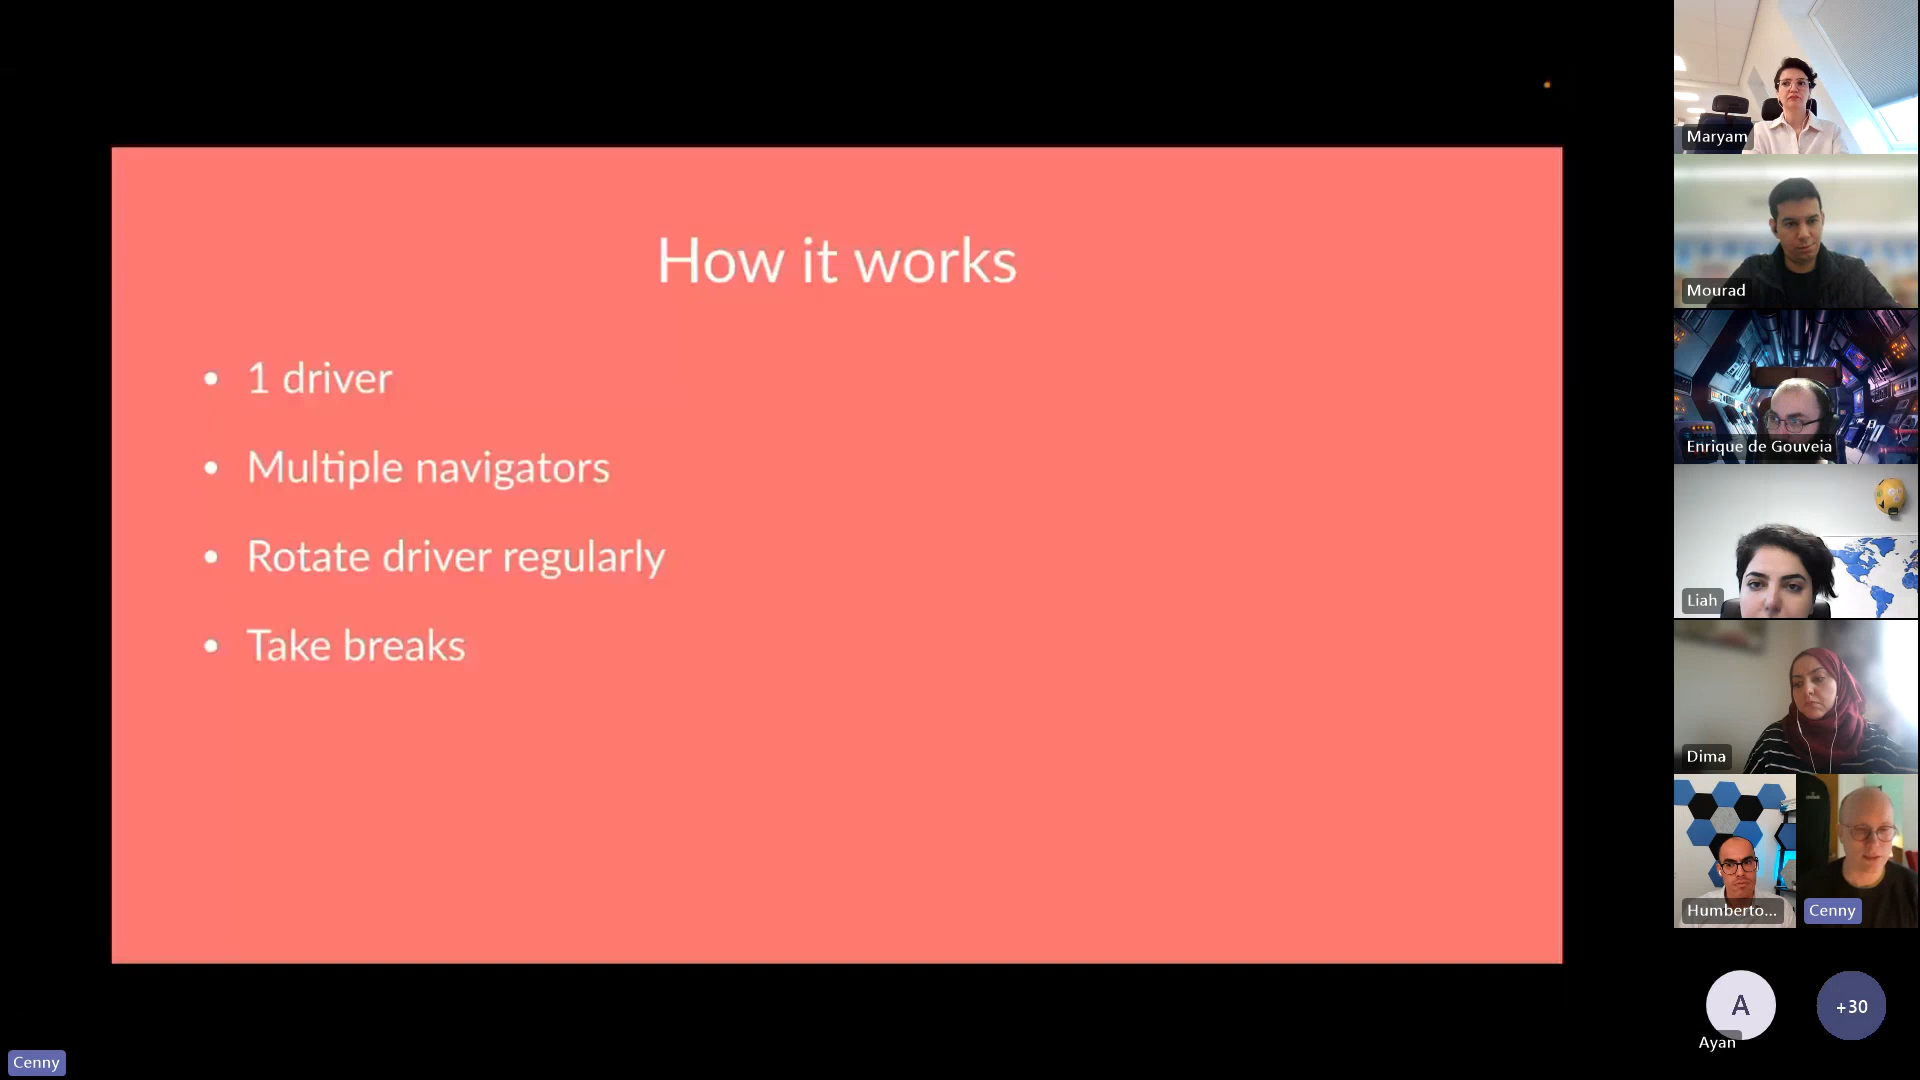 How it works
• 1 driver
• Multiple navigators
• Rotate driver regularly
• Take breaks
Maryam
Mourad
Enrique de Gouveia
Liah
Dima
Humberto...
Cenny
A
Ayan
+30
Cenny